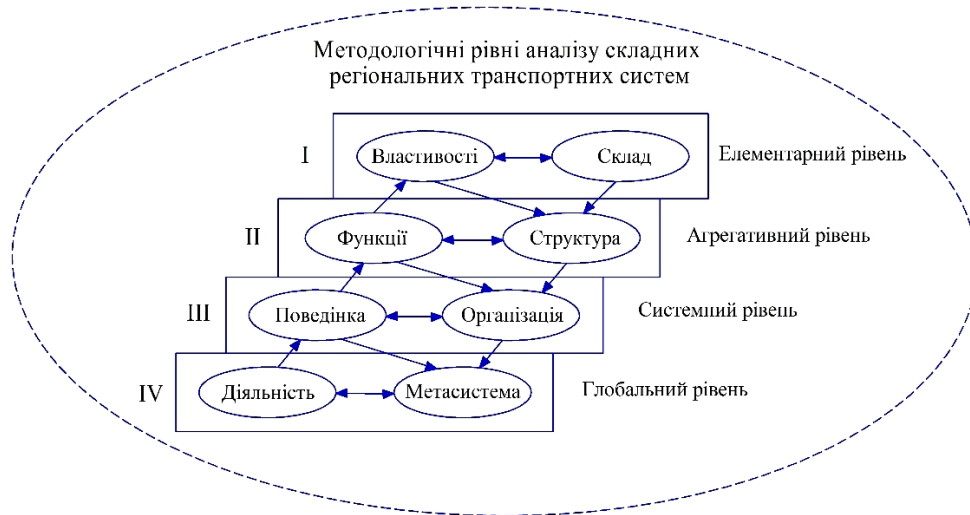 Методологічні рівні аналізу складних
регіональних транспортних систем
I Властивості Склад Елементарний рівень
II Функції Структура Агрегативний рівень
III Поведінка Організація Системний рівень
IV Діяльність Метасистема Глобальний рівень